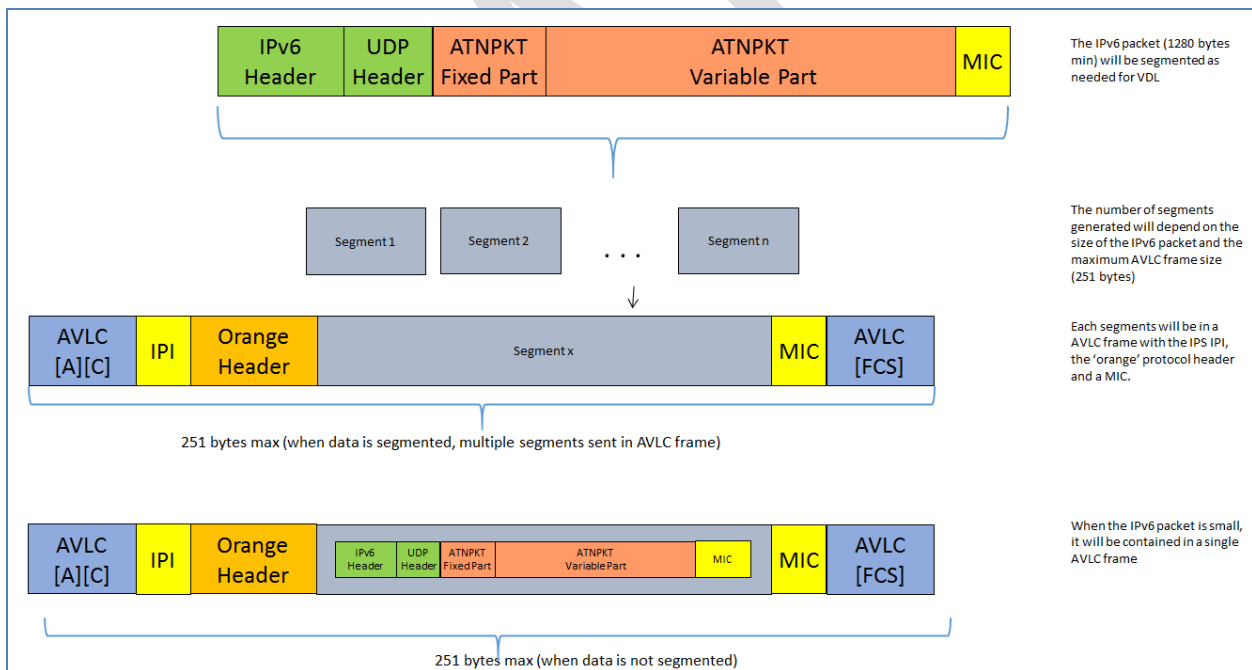 IPv6
Header
UDP
Header
ATNPKT
Fixed Part
ATNPKT
Variable Part
MIC
The IPv6 packet (1280 bytes
min) will be segmented as
needed for VDL
Segment 1
Segment 2
. . .
Segment n
The number of segments
generated will depend on the
size of the IPv6 packet and the
maximum AVLC frame size
(251 bytes)
AVLC
[A][C]
IPI
Orange
Header
Segment x
MIC
AVLC
[FCS]
Each segments will be in a
AVLC frame with the IPS IPI,
the ‘orange’ protocol header
and a MIC.
251 bytes max (when data is segmented, multiple segments sent in AVLC frame)
AVLC
[A][C]
IPI
Orange
Header
IPv6
Header
UDP
Header
ATNPKT
Fixed Part
ATNPKT
Variable Part
MIC
MIC
AVLC
[FCS]
When the IPv6 packet is small,
it will be contained in a single
AVLC frame
251 bytes max (when data is not segmented)